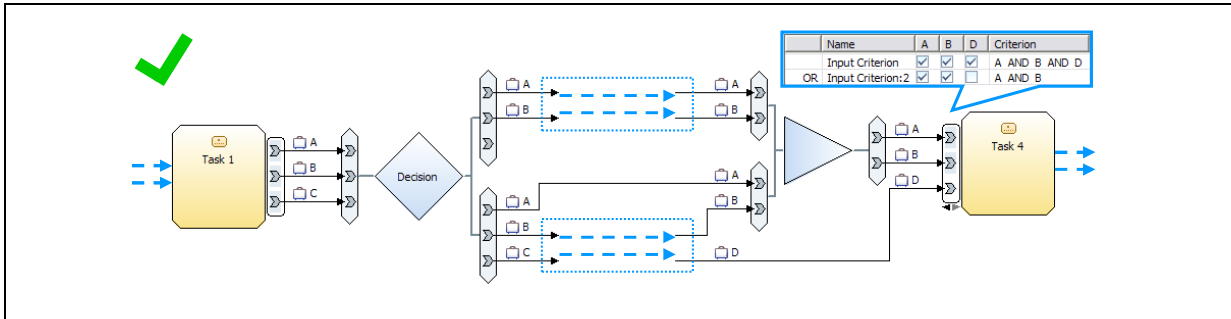 Name A B D Criterion
Input Criterion A AND B AND D
OR Input Criterion:2 A AND B
A
A
B
B
Task 1
A
B
C
Decision
A
B
D
Task 4
A
A
B
B
C
D